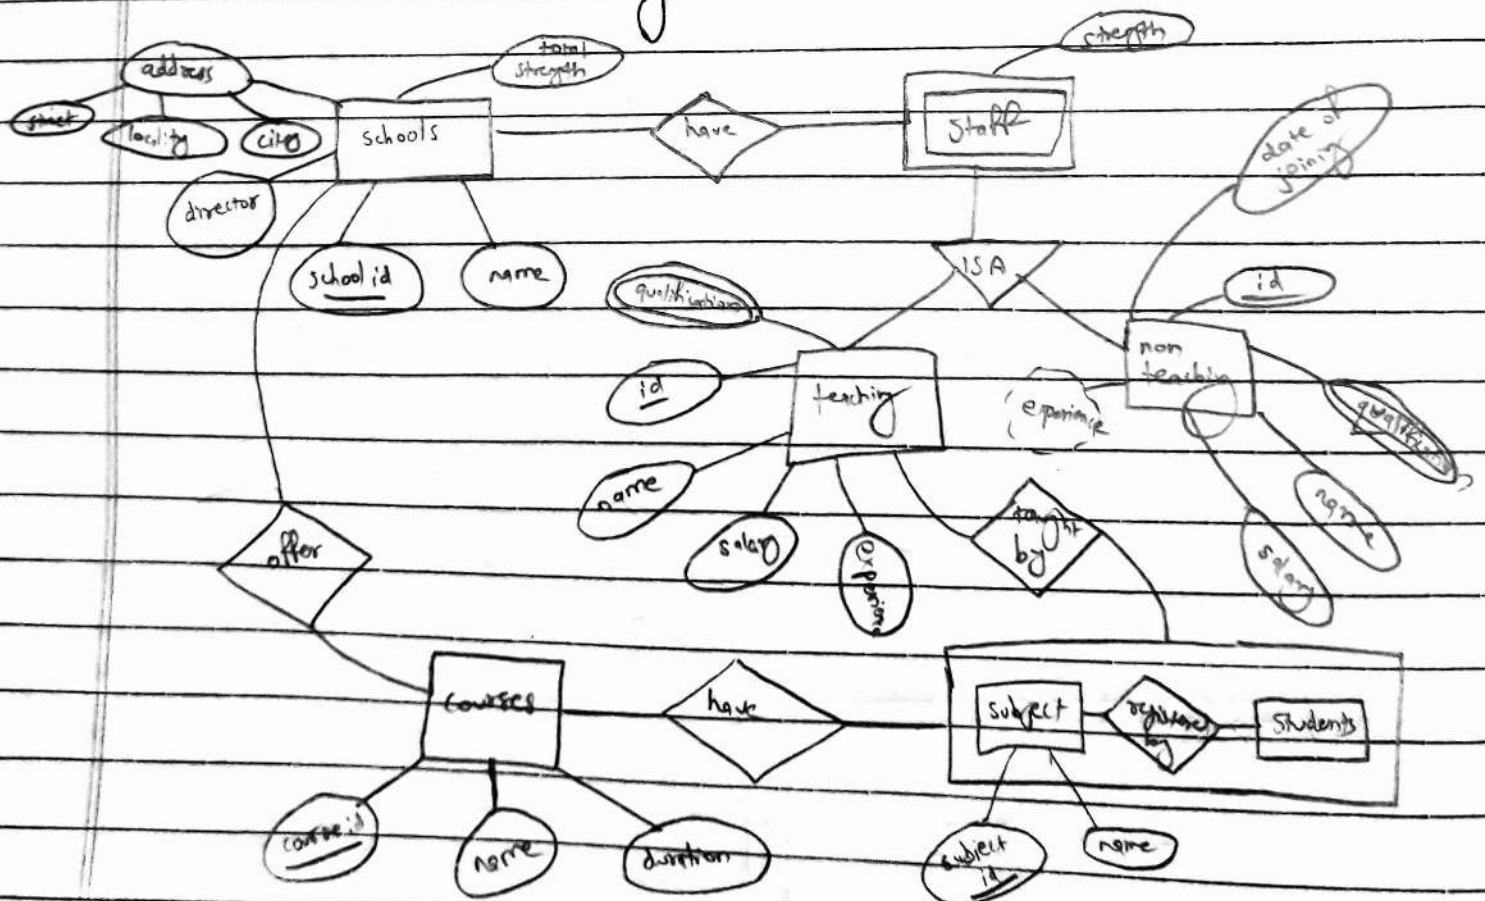 total
strength
strength
address
street
locality
city
schools
have
Staff
date of
joining
director
school id
name
ISA
id
qualification
non
teaching
id
teaching
experience
name
salary
taught
by
name
salary
offer
courses
have
subject
registered
by
Students
course id
name
duration
subject
id
name